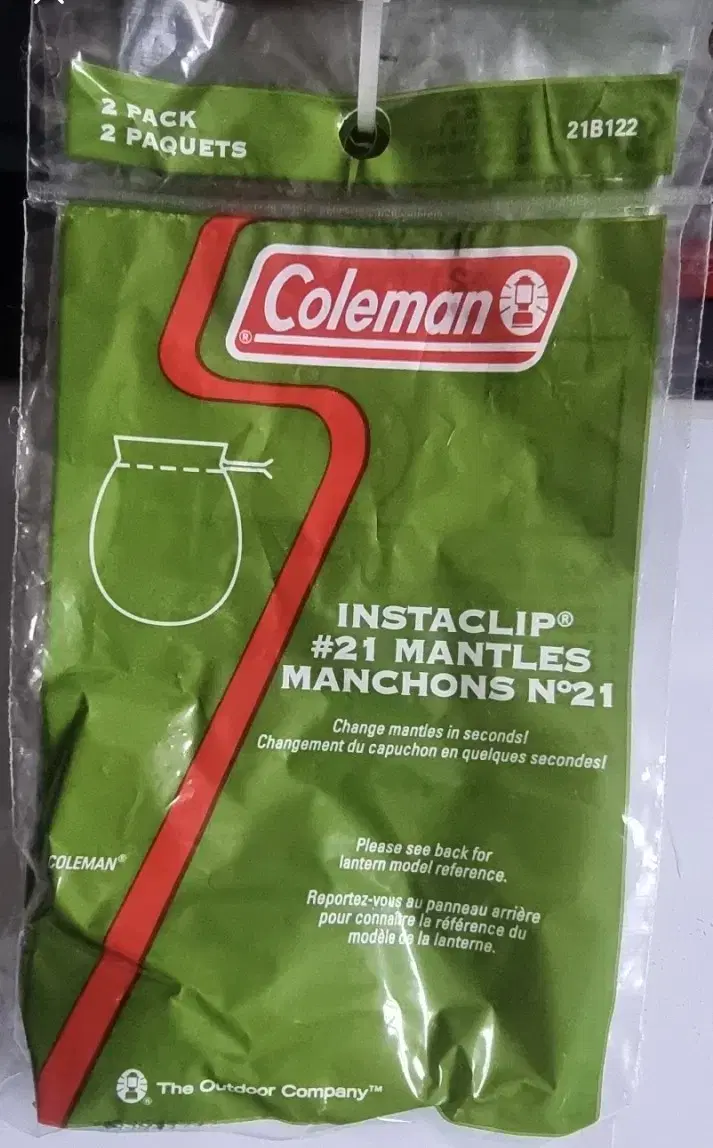 2 PACK
2 PAQUETS
21B122
Coleman®
INSTACLIP®
#21 MANTLES
MANCHONS Nº21
Change mantles in seconds!
Changement du capuchon en quelques secondes!
COLEMAN®
Please see back for
lantern model reference.
Reportez-vous au panneau arrière
pour connaître la référence du
modèle de la lanterne.
The Outdoor Company™